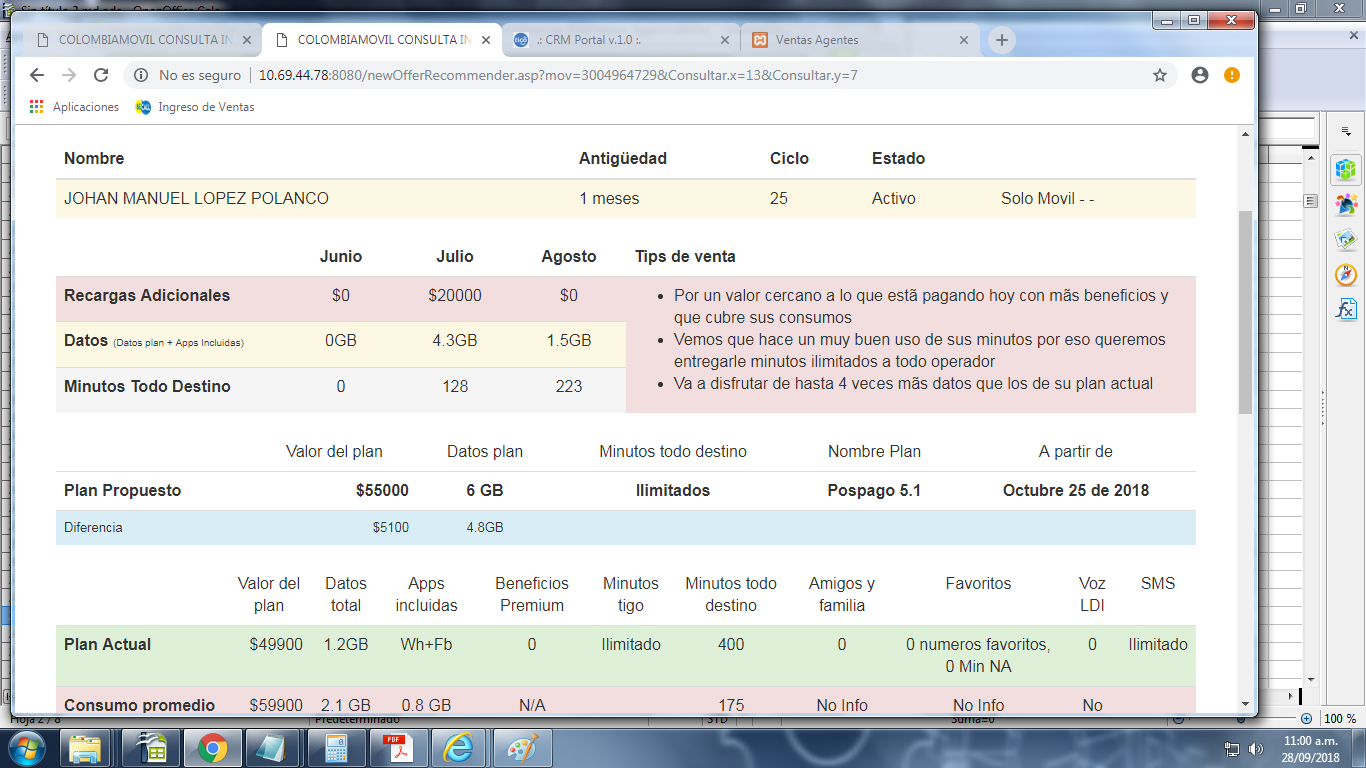 COLOMBIAMOVIL CONSULTA IN
COLOMBIAMOVIL CONSULTA IN
.: CRM Portal v.1.0 :.
Ventas Agentes
No es seguro
10.69.44.78:8080/newOfferRecommender.asp?mov=3004964729&Consultar.x=13&Consultar.y=7
Aplicaciones
Ingreso de Ventas
Nombre Antigüedad Ciclo Estado
JOHAN MANUEL LOPEZ POLANCO 1 meses 25 Activo Solo Movil - -
Junio Julio Agosto Tips de venta
Recargas Adicionales $0 $20000 $0
Datos (Datos plan + Apps Incluidas) 0GB 4.3GB 1.5GB
Minutos Todo Destino 0 128 223
• Por un valor cercano a lo que estã pagando hoy con mãs beneficios y
que cubre sus consumos
• Vemos que hace un muy buen uso de sus minutos por eso queremos
entregarle minutos ilimitados a todo operador
• Va a disfrutar de hasta 4 veces mãs datos que los de su plan actual
Valor del plan Datos plan Minutos todo destino Nombre Plan A partir de
Plan Propuesto $55000 6 GB Ilimitados Pospago 5.1 Octubre 25 de 2018
Diferencia $5100 4.8GB
Valor del plan Datos total Apps incluidas Beneficios Premium Minutos tigo Minutos todo destino Amigos y familia Favoritos Voz LDI SMS
Plan Actual $49900 1.2GB Wh+Fb 0 Ilimitado 400 0 0 numeros favoritos, 0 Min NA 0 Ilimitado
Consumo promedio $59900 2.1 GB 0.8 GB N/A 175 No Info No Info No
Hoja 2 / 8 Predeterminado STD Suma=0 100 %
11:00 a.m.
28/09/2018